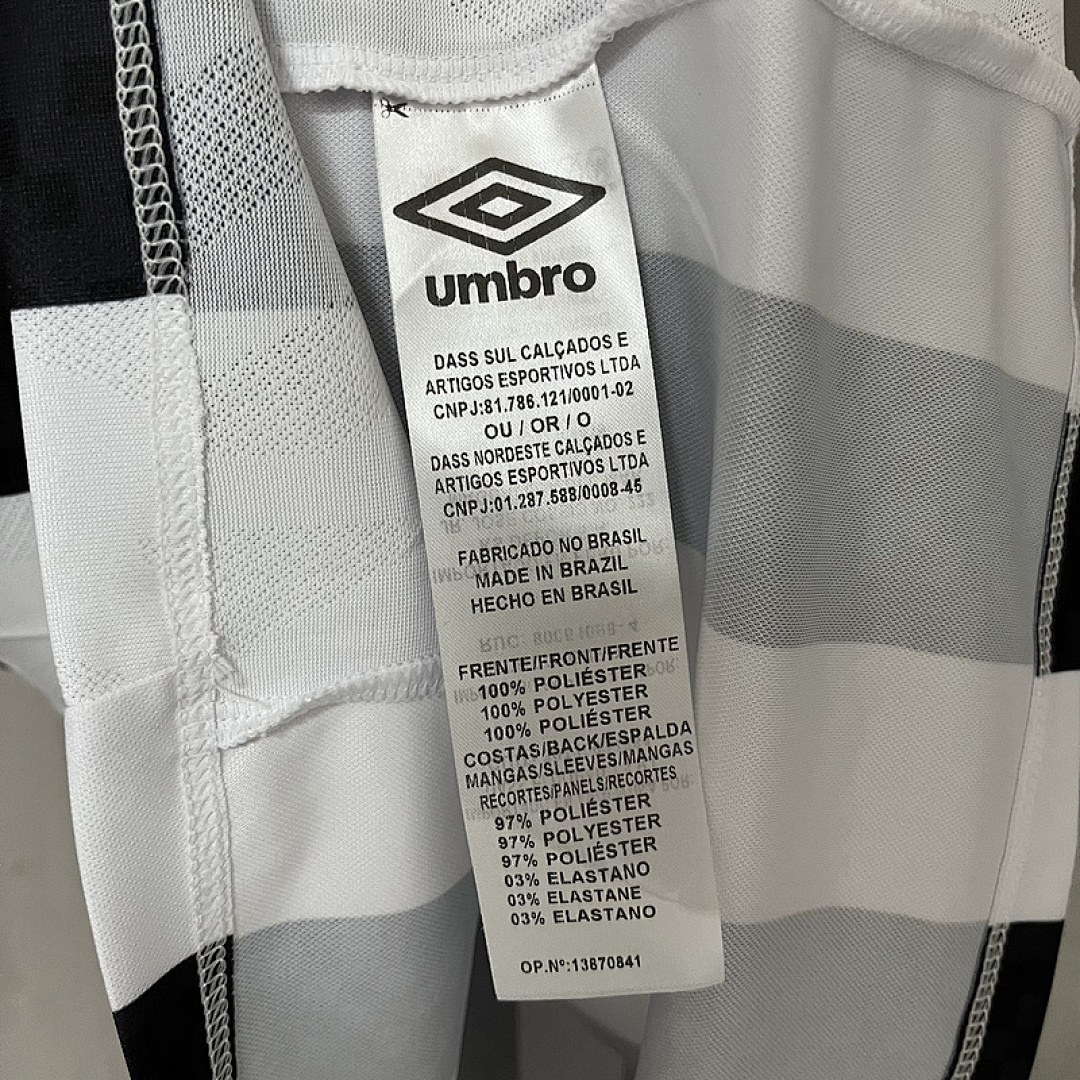 umbro
DASS SUL CALÇADOS E
ARTIGOS ESPORTIVOS LTDA
CNPJ:81.786.121/0001-02
OU / OR / O
DASS NORDESTE CALÇADOS E
ARTIGOS ESPORTIVOS LTDA
CNPJ:01.287.588/0008-45
FABRICADO NO BRASIL
MADE IN BRAZIL
HECHO EN BRASIL
FRENTE/FRONT/FRENTE
100% POLIÉSTER
100% POLYESTER
100% POLIÉSTER
COSTAS/BACK/ESPALDA
MANGAS/SLEEVES/MANGAS
RECORTES/PANELS/RECORTES
97% POLIÉSTER
97% POLYESTER
97% POLIÉSTER
03% ELASTANO
03% ELASTANE
03% ELASTANO
OP.Nº:13870841